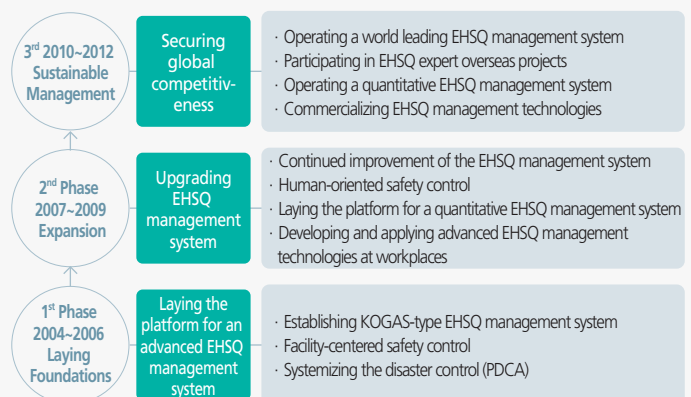 3rd 2010~2012
Sustainable
Management
Securing
global
competitiv-
eness
· Operating a world leading EHSQ management system
· Participating in EHSQ expert overseas projects
· Operating a quantitative EHSQ management system
· Commercializing EHSQ management technologies
2nd Phase
2007~2009
Expansion
Upgrading
EHSQ
management
system
· Continued improvement of the EHSQ management system
· Human-oriented safety control
· Laying the platform for a quantitative EHSQ management system
· Developing and applying advanced EHSQ management
technologies at workplaces
1st Phase
2004~2006
Laying
Foundations
Laying the
platform for an
advanced EHSQ
management
system
· Establishing KOGAS-type EHSQ management system
· Facility-centered safety control
· Systemizing the disaster control (PDCA)